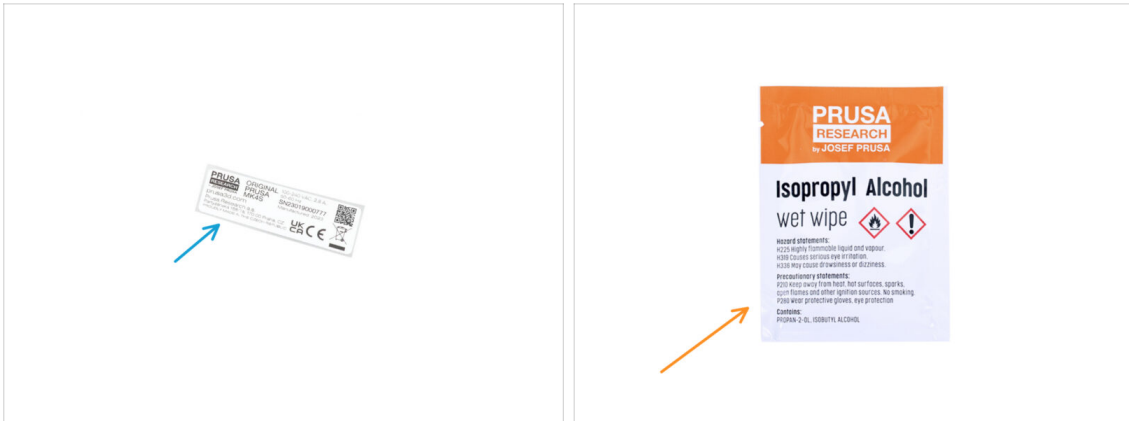 PRUSA
RESEARCH
prusa3d.com
Prusa Research a.s.
ORIGINAL
PRUSA
MK4S
SN23019000777
UK
CA CE
PRUSA
RESEARCH
by JOSEF PRUSA
Isopropyl Alcohol
wet wipe
Hazard statements:
H225 Highly flammable liquid and vapour.
H319 Causes serious eye irritation.
H336 May cause drowsiness or dizziness.
Precautionary statements:
P210 Keep away from heat, hot surfaces, sparks,
open flames and other ignition sources. No smoking.
P280 Wear protective gloves, eye protection
Contains:
PROPAN-2-OL, ISOBUTYL ALCOHOL